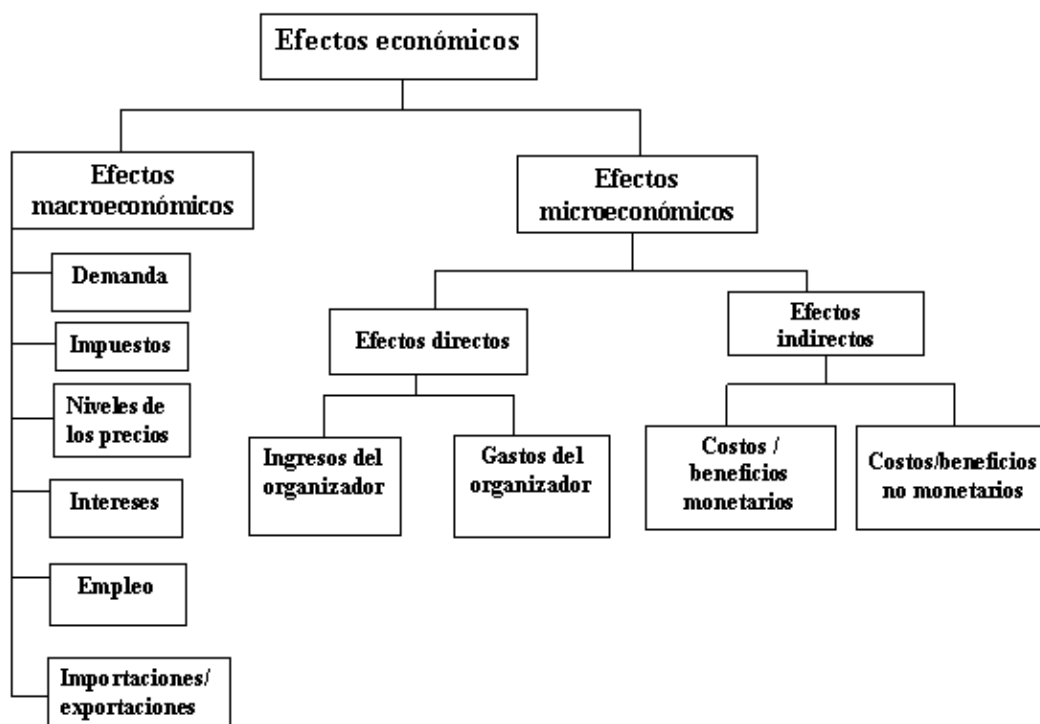 Efectos económicos
Efectos
macroeconómicos
Demanda
Impuestos
Niveles de
los precios
Intereses
Empleo
Importaciones/
exportaciones
Efectos
microeconómicos
Efectos directos
Ingresos del
organizador
Gastos del
organizador
Efectos
indirectos
Costos /
beneficios
monetarios
Costos/beneficios
no monetarios